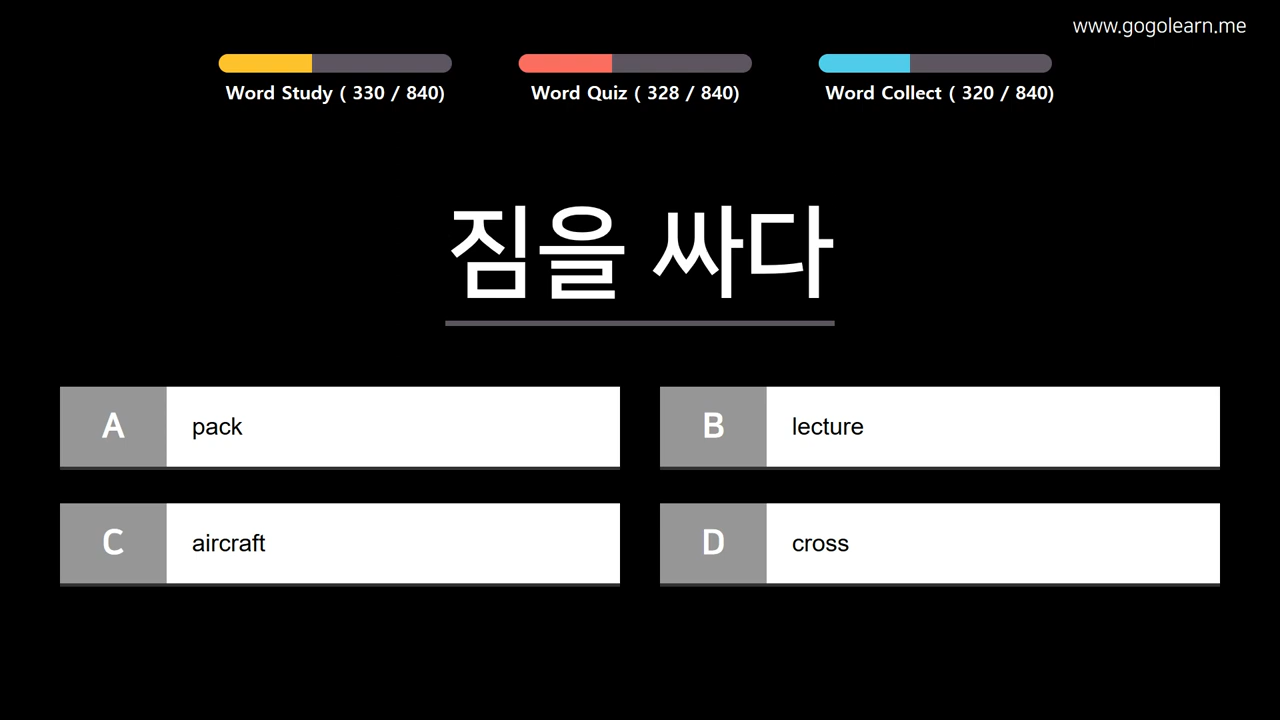 www.gogolearn.me
Word Study ( 330 / 840)
Word Quiz ( 328 / 840)
Word Collect ( 320 / 840)
짐을 싸다
A pack
B lecture
C aircraft
D cross